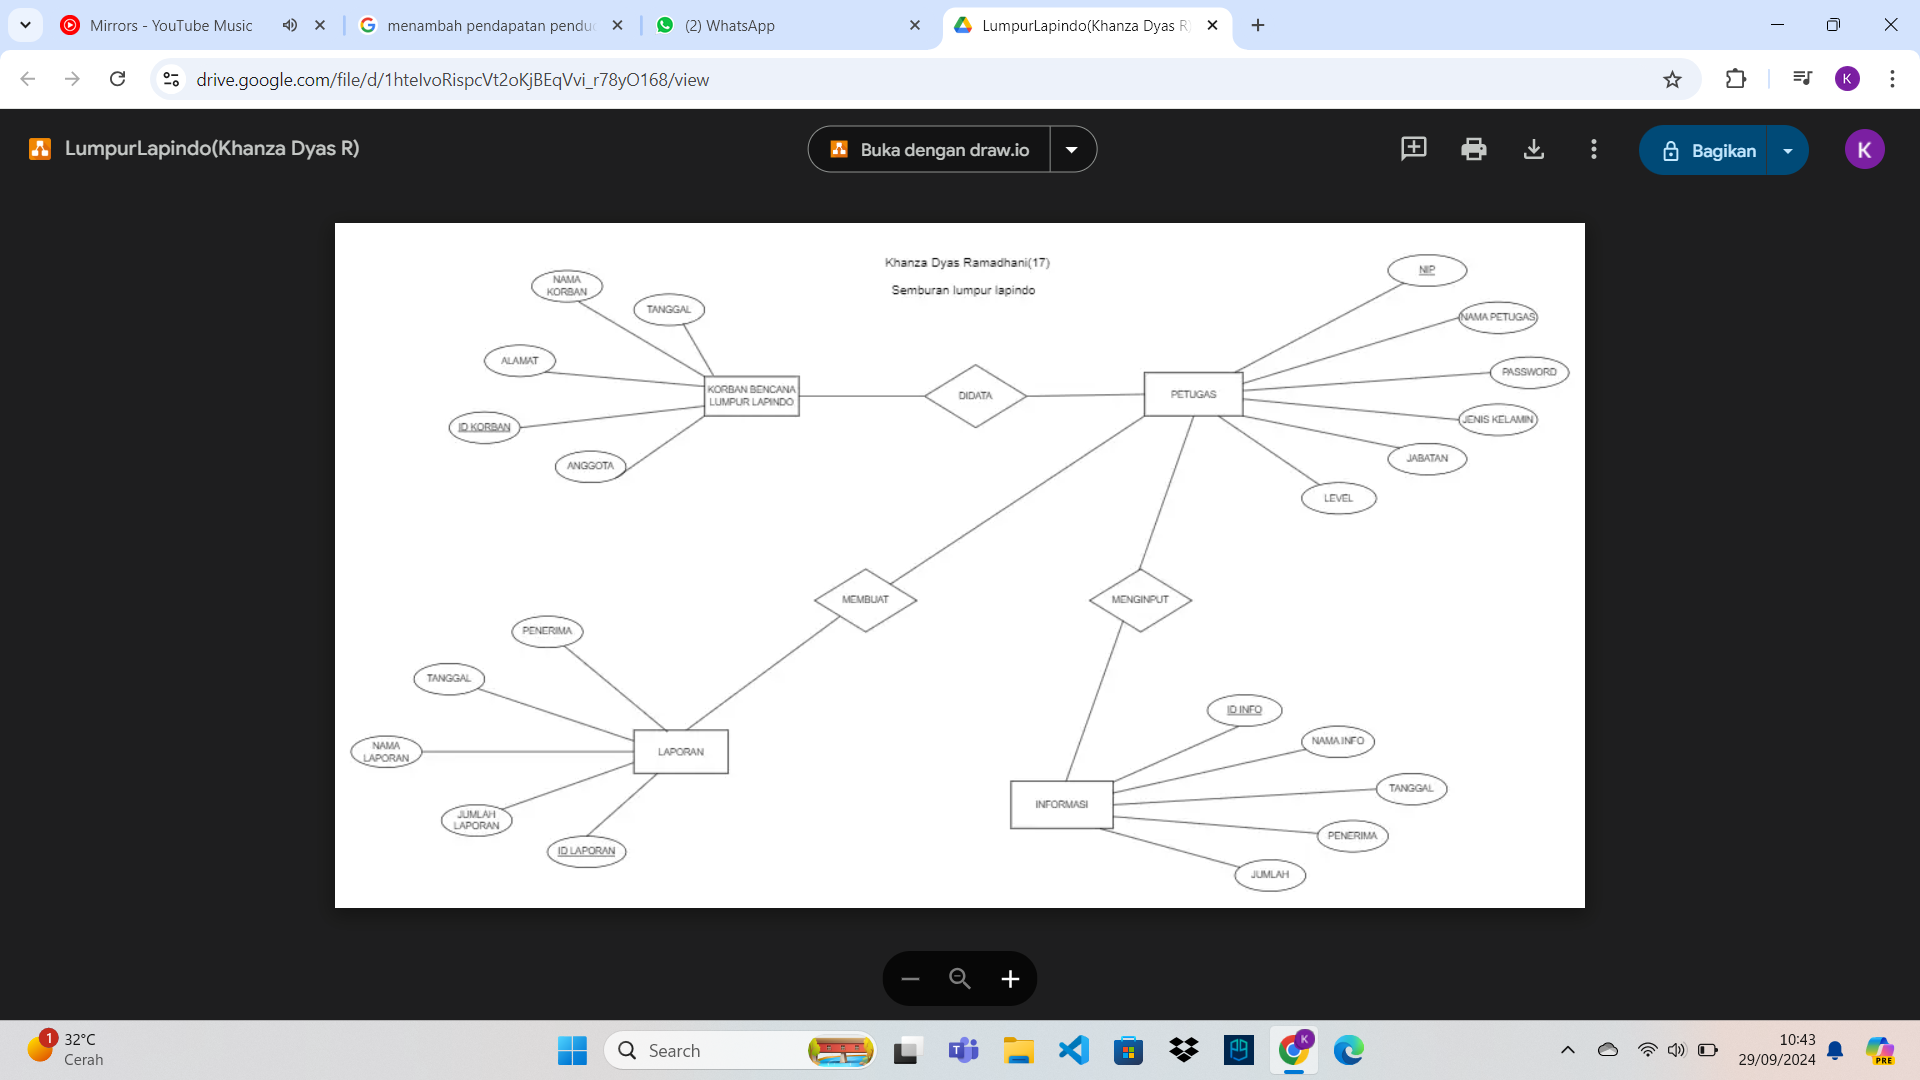 Mirrors - YouTube Music
menambah pendapatan pendu
(2) WhatsApp
LumpurLapindo(Khanza Dyas R)
drive.google.com/file/d/1hteIvoRispcVt2oKjBEqVvi_r78yO168/view
K
LumpurLapindo(Khanza Dyas R)
Buka dengan draw.io
Bagikan
K
Khanza Dyas Ramadhani(17)
Semburan lumpur lapindo
NAMA
KORBAN
TANGGAL
ALAMAT
ID KORBAN
ANGGOTA
KORBAN BENCANA
LUMPUR LAPINDO
DIDATA
PETUGAS
NIP
NAMA PETUGAS
PASSWORD
JENIS KELAMIN
JABATAN
LEVEL
MEMBUAT
MENGINPUT
PENERIMA
TANGGAL
NAMA
LAPORAN
JUMLAH
LAPORAN
ID LAPORAN
LAPORAN
INFORMASI
ID INFO
NAMA INFO
TANGGAL
PENERIMA
JUMLAH
1
32°C
Cerah
Search
K
10:43
29/09/2024
PRE